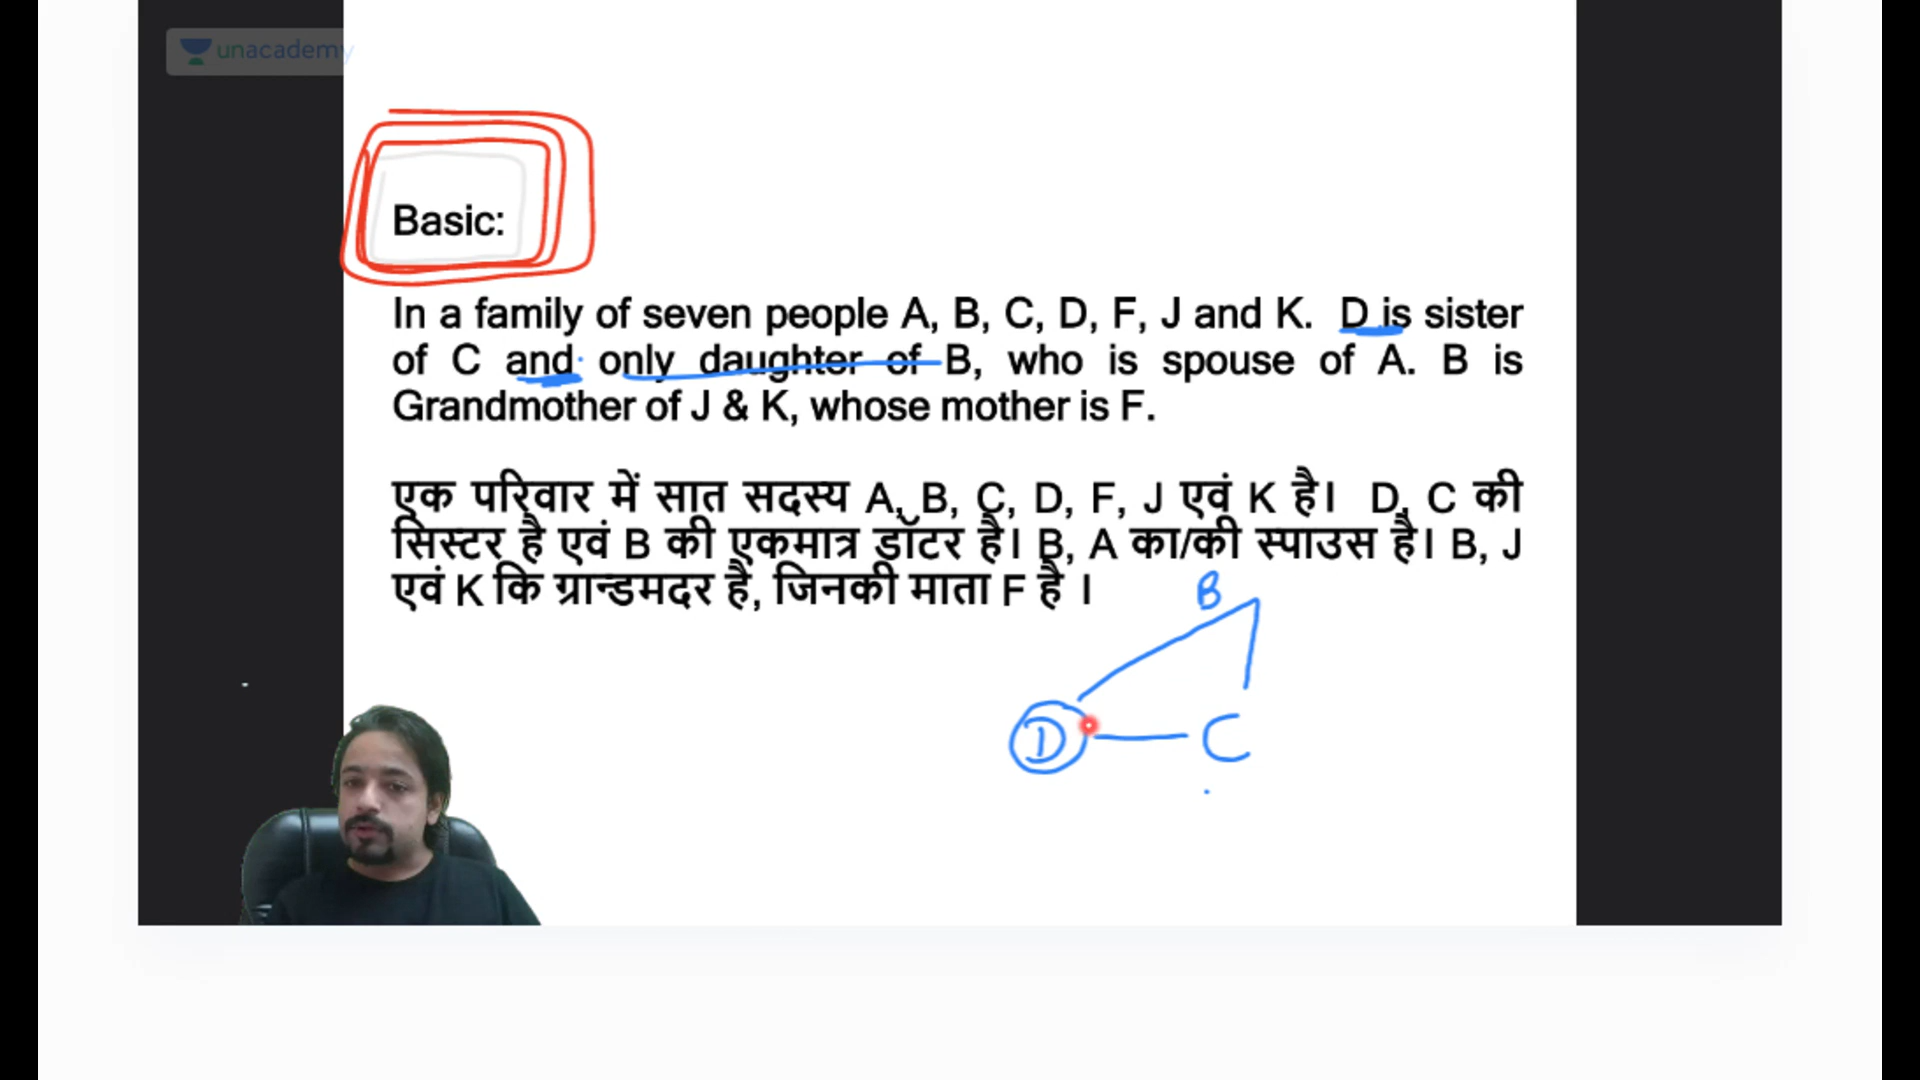 unacademy
Basic:
In a family of seven people A, B, C, D, F, J and K. D is sister
of C and only daughter of B, who is spouse of A. B is
Grandmother of J & K, whose mother is F.
एक परिवार में सात सदस्य A, B, C, D, F, J एवं K है। D, C की
सिस्टर है एवं B की एकमात्र डॉटर है। B, A का/की स्पाउस है। B, J
एवं K कि ग्रान्डमदर है, जिनकी माता F है ।
B
D C